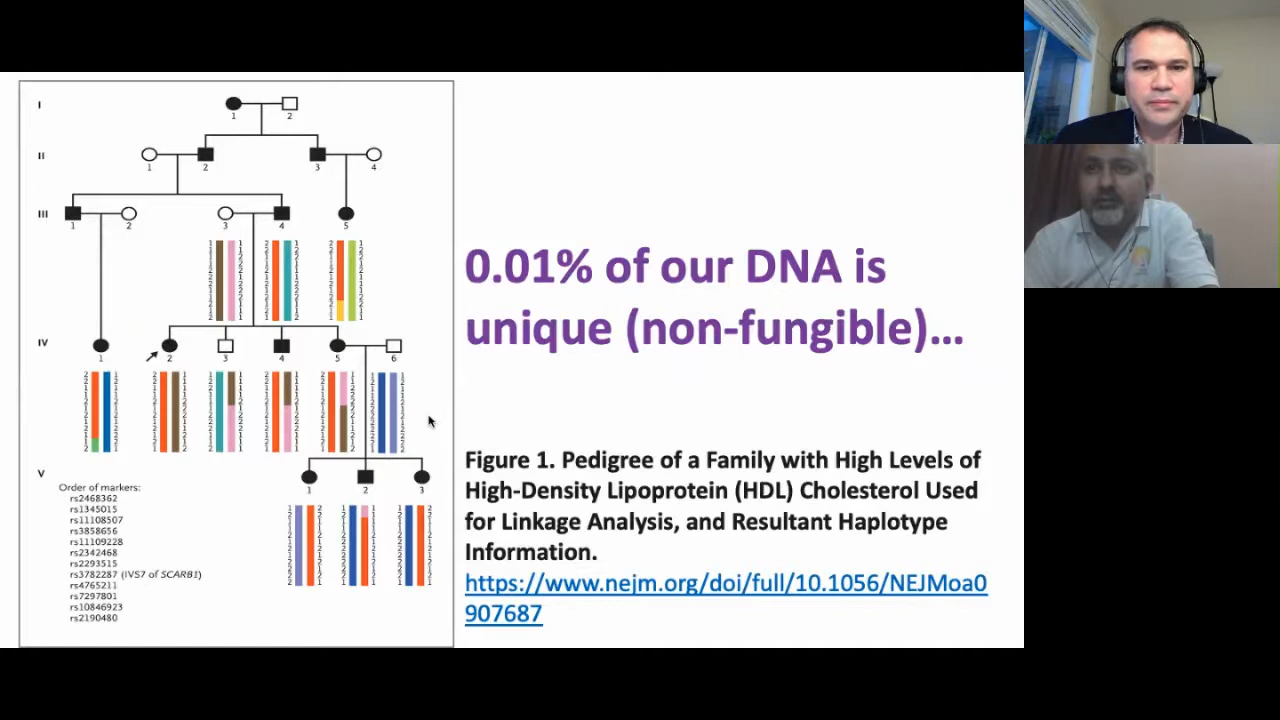 I
1 2
II
1 2 3 4
III
1 2 3 4 5
IV
1 2 3 4 5 6
V
1 2 3
Order of markers:
rs2468362
rs1345015
rs11108507
rs3858656
rs11109228
rs2342468
rs2293515
rs3782287 (IVS7 of SCARB1)
rs4765211
rs7297801
rs10846923
rs2190480
0.01% of our DNA is
unique (non-fungible)...
Figure 1. Pedigree of a Family with High Levels of
High-Density Lipoprotein (HDL) Cholesterol Used
for Linkage Analysis, and Resultant Haplotype
Information.
https://www.nejm.org/doi/full/10.1056/NEJMoa0
907687